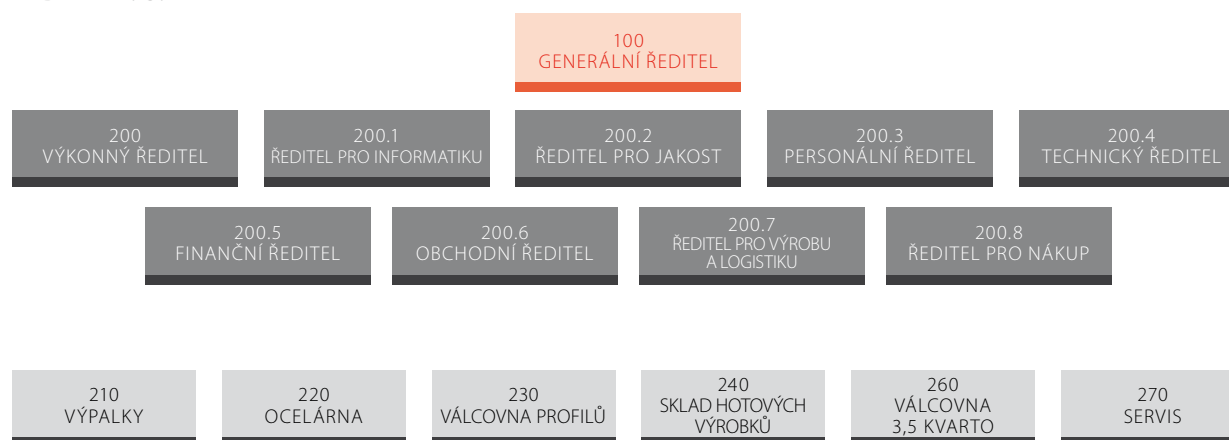 100
GENERÁLNÍ ŘEDITEL
200
VÝKONNÝ ŘEDITEL
200.1
ŘEDITEL PRO INFORMATIKU
200.2
ŘEDITEL PRO JAKOST
200.3
PERSONÁLNÍ ŘEDITEL
200.4
TECHNICKÝ ŘEDITEL
200.5
FINANČNÍ ŘEDITEL
200.6
OBCHODNÍ ŘEDITEL
200.7
ŘEDITEL PRO VÝROBU
A LOGISTIKU
200.8
ŘEDITEL PRO NÁKUP
210
VÝPALKY
220
OCELÁRNA
230
VÁLCOVNA PROFILŮ
240
SKLAD HOTOVÝCH
VÝROBKŮ
260
VÁLCOVNA
3,5 KVARTO
270
SERVIS